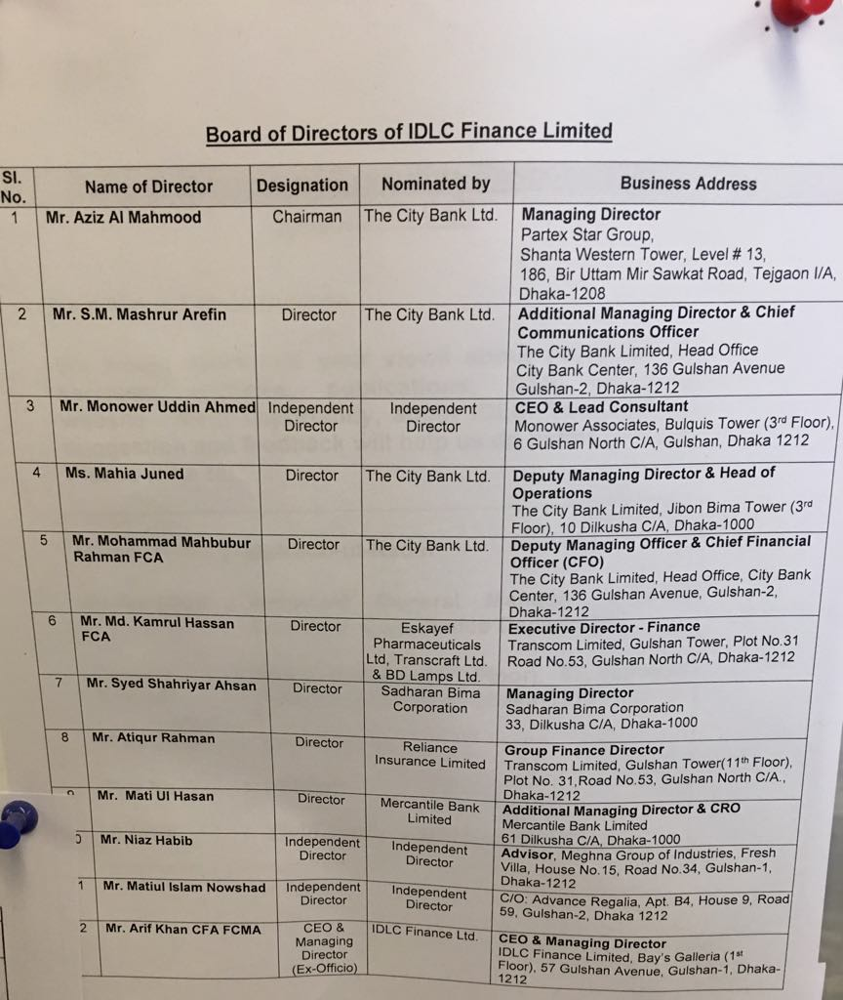 Board of Directors of IDLC Finance Limited
Sl. No. Name of Director Designation Nominated by Business Address
1 Mr. Aziz Al Mahmood Chairman The City Bank Ltd. Managing Director
Partex Star Group,
Shanta Western Tower, Level # 13,
186, Bir Uttam Mir Sawkat Road, Tejgaon I/A,
Dhaka-1208
2 Mr. S.M. Mashrur Arefin Director The City Bank Ltd. Additional Managing Director & Chief
Communications Officer
The City Bank Limited, Head Office
City Bank Center, 136 Gulshan Avenue
Gulshan-2, Dhaka-1212
3 Mr. Monower Uddin Ahmed Independent Independent CEO & Lead Consultant
Director Director Monower Associates, Bulquis Tower (3rd Floor),
6 Gulshan North C/A, Gulshan, Dhaka 1212
4 Ms. Mahia Juned Director The City Bank Ltd. Deputy Managing Director & Head of
Operations
The City Bank Limited, Jibon Bima Tower (3rd
Floor), 10 Dilkusha C/A, Dhaka-1000
5 Mr. Mohammad Mahbubur Director The City Bank Ltd. Deputy Managing Officer & Chief Financial
Rahman FCA Officer (CFO)
The City Bank Limited, Head Office, City Bank
Center, 136 Gulshan Avenue, Gulshan-2,
Dhaka-1212
6 Mr. Md. Kamrul Hassan Director Eskayef Executive Director - Finance
FCA Pharmaceuticals Transcom Limited, Gulshan Tower, Plot No.31
Ltd, Transcraft Ltd. Road No.53, Gulshan North C/A, Dhaka-1212
& BD Lamps Ltd.
7 Mr. Syed Shahriyar Ahsan Director Sadharan Bima Managing Director
Corporation Sadharan Bima Corporation
33, Dilkusha C/A, Dhaka-1000
8 Mr. Atiqur Rahman Director Reliance Group Finance Director
Insurance Limited Transcom Limited, Gulshan Tower(11th Floor),
Plot No. 31,Road No.53, Gulshan North C/A.,
Dhaka-1212
Mr. Mati Ul Hasan Director Mercantile Bank Additional Managing Director & CRO
Limited Mercantile Bank Limited
61 Dilkusha C/A, Dhaka-1000
Mr. Niaz Habib Independent Independent Advisor, Meghna Group of Industries, Fresh
Director Director Villa, House No.15, Road No.34, Gulshan-1,
Dhaka-1212
1 Mr. Matiul Islam Nowshad Independent Independent C/O: Advance Regalia, Apt. B4, House 9, Road
Director Director 59, Gulshan-2, Dhaka 1212
2 Mr. Arif Khan CFA FCMA CEO & IDLC Finance Ltd. CEO & Managing Director
Managing IDLC Finance Limited, Bay's Galleria (1st
Director Floor), 57 Gulshan Avenue, Gulshan-1, Dhaka-
(Ex-Officio) 1212